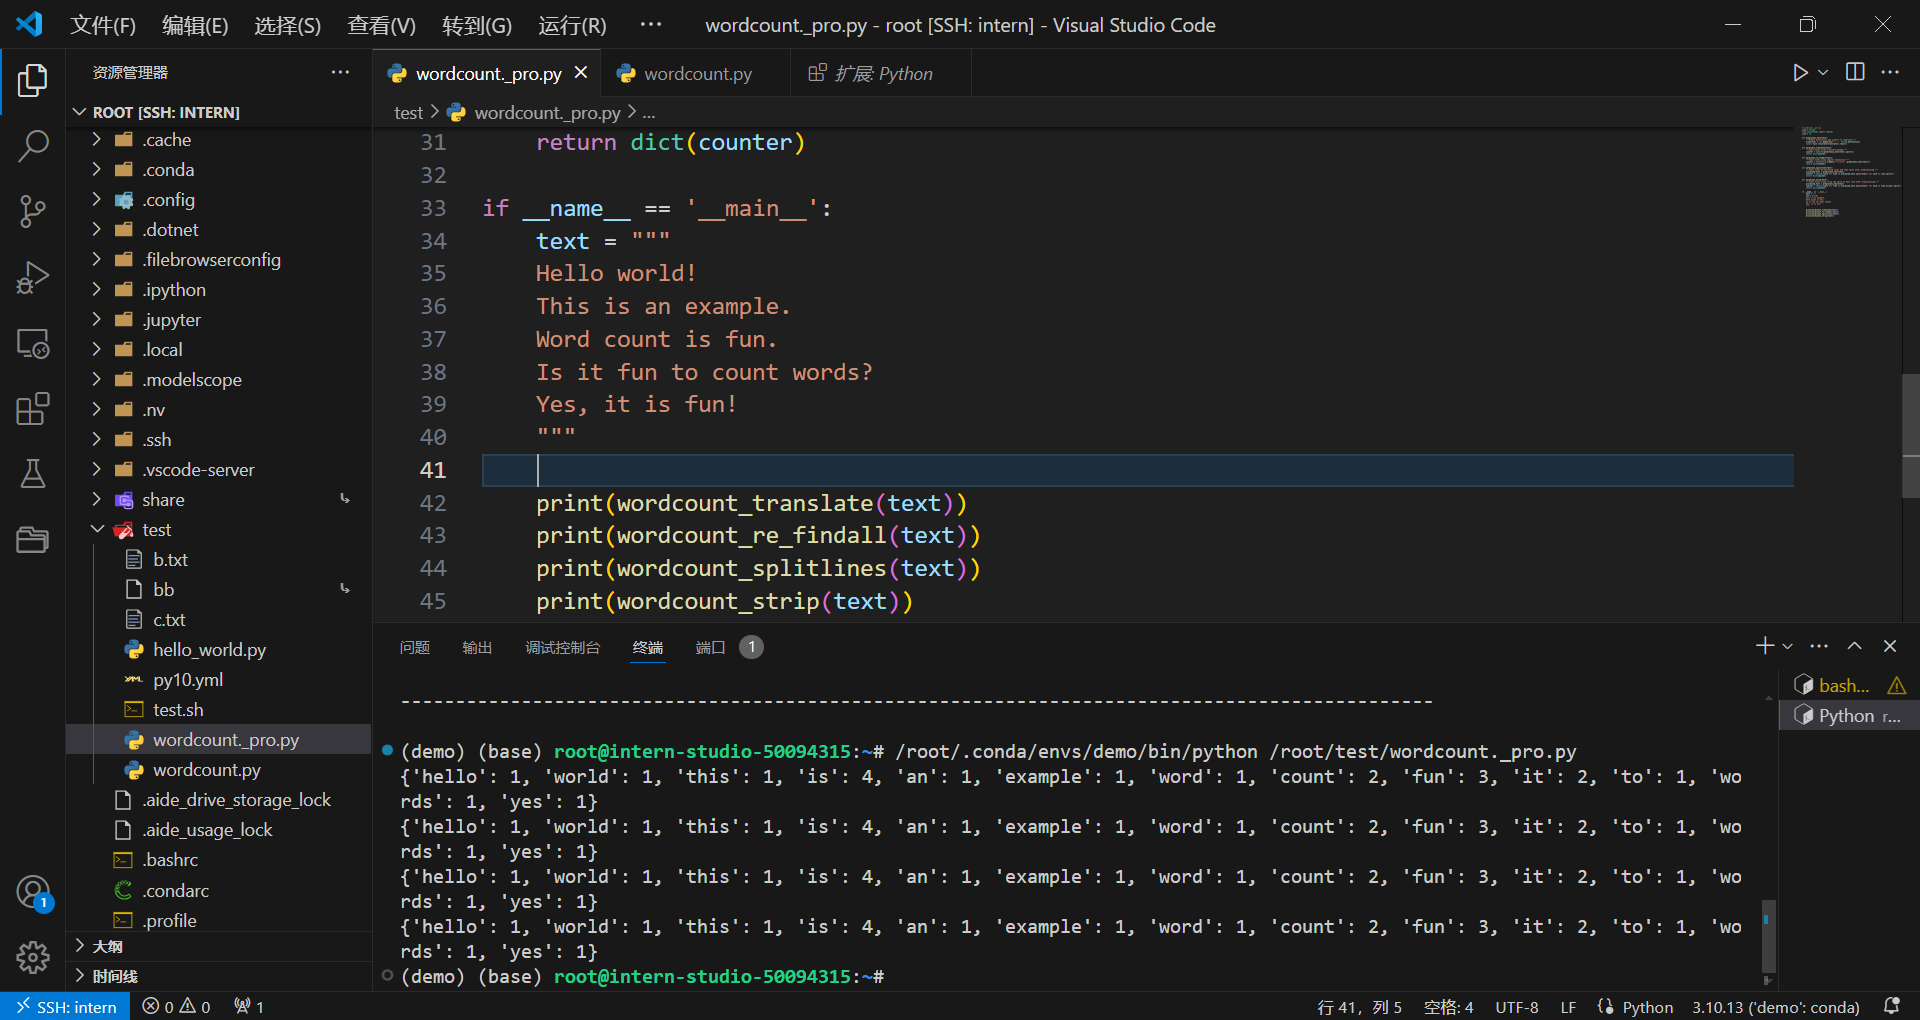 文件(F) 编辑(E) 选择(S) 查看(V) 转到(G) 运行(R) ··· wordcount._pro.py - root [SSH: intern] - Visual Studio Code
资源管理器 ···
ROOT [SSH: INTERN]
.cache
.conda
.config
.dotnet
.filebrowserconfig
.ipython
.jupyter
.local
.modelscope
.nv
.ssh
.vscode-server
share
test
b.txt
bb
c.txt
hello_world.py
py10.yml
test.sh
wordcount._pro.py
wordcount.py
.aide_drive_storage_lock
.aide_usage_lock
.bashrc
.condarc
.profile
大纲
时间线
wordcount._pro.py wordcount.py 扩展: Python
test > wordcount._pro.py > ...
31 return dict(counter)
32
33 if __name__ == '__main__':
34 text = """
35 Hello world!
36 This is an example.
37 Word count is fun.
38 Is it fun to count words?
39 Yes, it is fun!
40 """
41
42 print(wordcount_translate(text))
43 print(wordcount_re_findall(text))
44 print(wordcount_splitlines(text))
45 print(wordcount_strip(text))
问题 输出 调试控制台 终端 端口 1
----------------------------------------------------------------------------------------------
(demo) (base) root@intern-studio-50094315:~# /root/.conda/envs/demo/bin/python /root/test/wordcount._pro.py
{'hello': 1, 'world': 1, 'this': 1, 'is': 4, 'an': 1, 'example': 1, 'word': 1, 'count': 2, 'fun': 3, 'it': 2, 'to': 1, 'wo
rds': 1, 'yes': 1}
{'hello': 1, 'world': 1, 'this': 1, 'is': 4, 'an': 1, 'example': 1, 'word': 1, 'count': 2, 'fun': 3, 'it': 2, 'to': 1, 'wo
rds': 1, 'yes': 1}
{'hello': 1, 'world': 1, 'this': 1, 'is': 4, 'an': 1, 'example': 1, 'word': 1, 'count': 2, 'fun': 3, 'it': 2, 'to': 1, 'wo
rds': 1, 'yes': 1}
{'hello': 1, 'world': 1, 'this': 1, 'is': 4, 'an': 1, 'example': 1, 'word': 1, 'count': 2, 'fun': 3, 'it': 2, 'to': 1, 'wo
rds': 1, 'yes': 1}
(demo) (base) root@intern-studio-50094315:~#
bash...
Python r...
1
SSH: intern 0 0 1 行 41，列 5 空格: 4 UTF-8 LF Python 3.10.13 ('demo': conda)